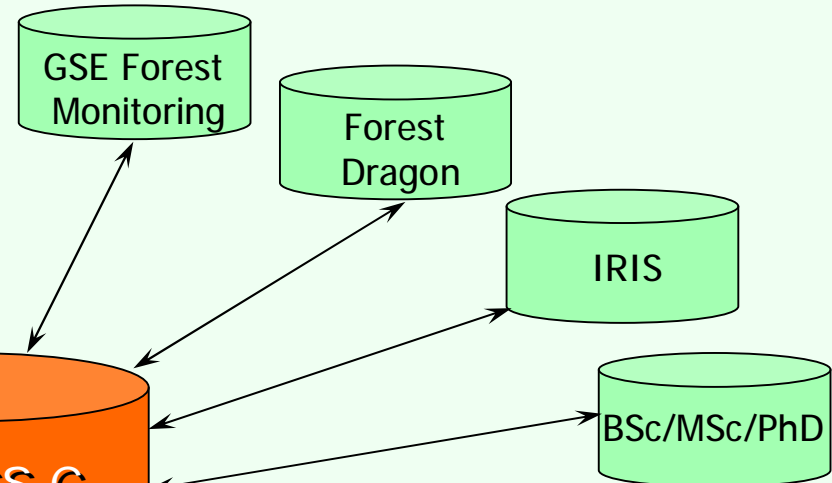 GSE Forest
Monitoring
Forest
Dragon
IRIS
BSc/MSc/PhD